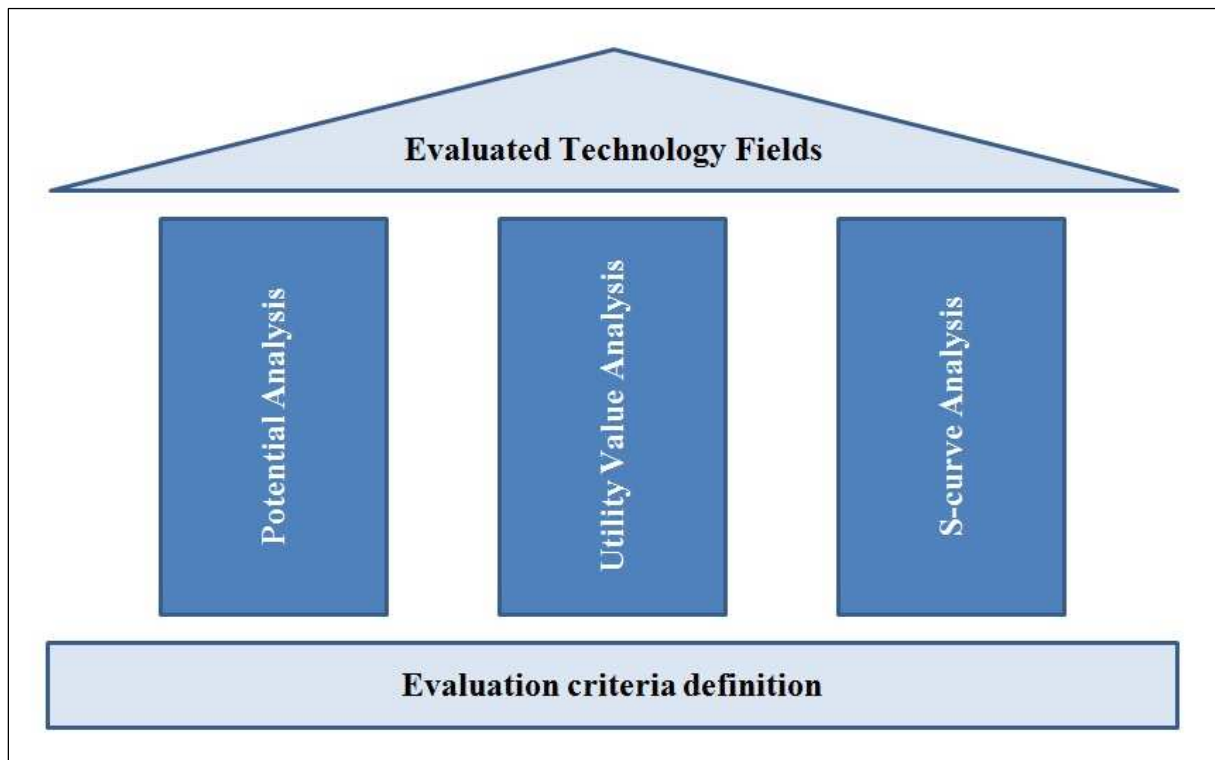 Evaluated Technology Fields
Potential Analysis
Utility Value Analysis
S-curve Analysis
Evaluation criteria definition